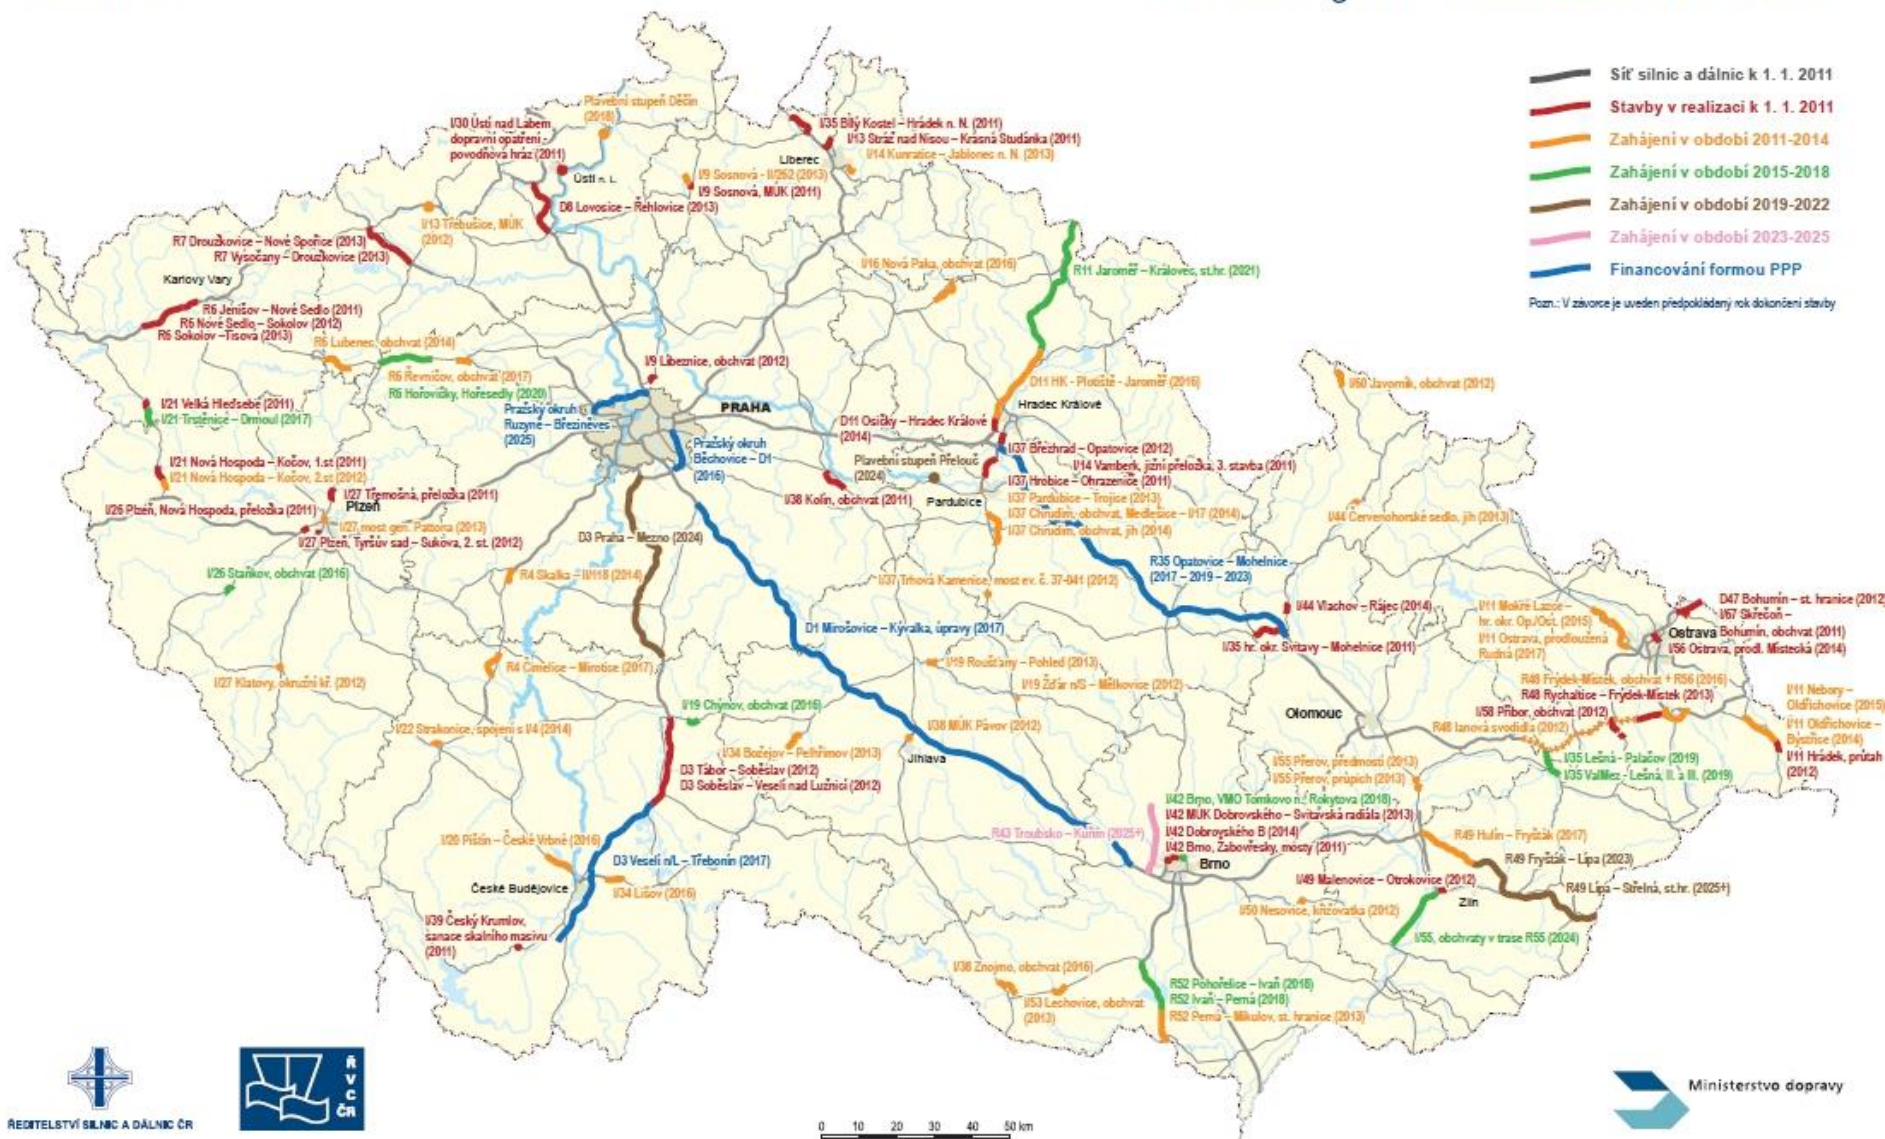 Síť silnic a dálnic k 1. 1. 2011
Stavby v realizaci k 1. 1. 2011
Zahájení v období 2011-2014
Zahájení v období 2015-2018
Zahájení v období 2019-2022
Zahájení v období 2023-2025
Financování formou PPP
Pozn.: V závorce je uveden předpokládaný rok dokončení stavby
Plavební stupeň Děčín
(2018)
I/30 Ústí nad Labem
dopravní opatření -
povodňová hráz (2011)
Ústí n. L.
I/35 Bílý Kostel – Hrádek n. N. (2011)
I/13 Stráž nad Nisou – Krásná Studánka (2011)
I/14 Kunratice – Jablonec n. N. (2013)
Liberec
I/9 Sosnová - II/262 (2013)
I/9 Sosnová, MÚK (2011)
D8 Lovosice – Řehlovice (2013)
I/13 Třebušice, MÚK
(2012)
R7 Droužkovice – Nové Spořice (2013)
R7 Vysočany – Droužkovice (2013)
Karlovy Vary
R6 Jenišov – Nové Sedlo (2011)
R6 Nové Sedlo – Sokolov (2012)
R6 Sokolov –Tisová (2013)
R6 Lubenec, obchvat (2014)
R6 Řevničov, obchvat (2017)
R6 Hořovičky, Hořesedly (2020)
I/16 Nová Paka, obchvat (2016)
R11 Jaroměř – Královec, st.hr. (2021)
I/9 Líbeznice, obchvat (2012)
D11 HK - Plotiště - Jaroměř (2016)
Hradec Králové
I/60 Javorník, obchvat (2012)
I/21 Velká Hleďsebe (2011)
I/21 Trstěnice – Drmoul (2017)
Pražský okruh
Ruzyně – Březiněves
(2025)
PRAHA
D11 Osičky – Hradec Králové
(2014)
Pražský okruh
Běchovice – D1
(2016)
Plavební stupeň Přelouč
(2024)
I/37 Březhrad – Opatovice (2012)
I/14 Vamberk, jižní přeložka, 3. stavba (2011)
I/37 Hrobice – Ohrazenice (2011)
I/21 Nová Hospoda – Kočov, 1.st (2011)
I/21 Nová Hospoda – Kočov, 2.st (2012)
I/27 Třemošná, přeložka (2011)
Plzeň
I/26 Plzeň, Nová Hospoda, přeložka (2011)
I/27 most gen. Pattona (2013)
I/27 Plzeň, Tyršův sad – Sukova, 2. st. (2012)
I/38 Kolín, obchvat (2011)
Pardubice
I/37 Pardubice – Trojice (2013)
I/37 Chrudim, obchvat, Medlešice – I/17 (2014)
I/37 Chrudim, obchvat, jih (2014)
I/44 Červenohorské sedlo, jih (2013)
D3 Praha – Mezno (2024)
R35 Opatovice – Mohelnice
(2017 – 2019 – 2023)
I/26 Staňkov, obchvat (2016)
R4 Skalka – II/118 (2014)
I/37 Trhová Kamenice, most ev. č. 37-041 (2012)
D1 Mirošovice – Kývalka, úpravy (2017)
I/44 Vlachov – Rájec (2014)
I/35 hr. okr. Svitavy – Mohelnice (2011)
I/11 Mokré Lazce –
hr. okr. Op./Ost. (2015)
I/11 Ostrava, prodloužená
Rudná (2017)
D47 Bohumín – st. hranice (2012)
I/67 Skřečoň –
Bohumín, obchvat (2011)
Ostrava
I/56 Ostrava, prodl. Místecká (2014)
I/27 Klatovy, okružní kř. (2012)
R4 Čimelice – Mirotice (2017)
I/19 Roušťany – Pohled (2013)
I/19 Žďár n/S – Mělkovice (2012)
R48 Frýdek-Místek, obchvat + R56 (2016)
R48 Rychaltice – Frýdek-Místek (2013)
I/58 Příbor, obchvat (2012)
R48 lanová svodidla (2012)
I/11 Nebory –
Oldřichovice (2015)
I/11 Oldřichovice –
Bystřice (2014)
I/11 Hrádek, průtah
(2012)
I/19 Chýnov, obchvat (2016)
I/22 Strakonice, spojení s I/4 (2014)
I/34 Božejov – Pelhřimov (2013)
I/38 MÚK Pávov (2012)
Jihlava
Olomouc
I/35 Lešná - Palačov (2019)
I/35 ValMez - Lešná, II. a III. (2019)
D3 Tábor – Soběslav (2012)
D3 Soběslav – Veselí nad Lužnicí (2012)
I/55 Přerov, předmostí (2013)
I/55 Přerov, průpich (2013)
I/42 Brno, VMO Tomkovo n., Rokytova (2018)
I/42 MÚK Dobrovského – Svitavská radiála (2013)
I/42 Dobrovského B (2014)
I/42 Brno, Žabovřesky, mosty (2011)
Brno
R43 Troubsko – Kuřim (2025+)
I/20 Pištín – České Vrbné (2016)
D3 Veselí n/L – Třebonín (2017)
České Budějovice
I/34 Lišov (2016)
I/39 Český Krumlov,
sanace skalního masivu
(2011)
R49 Hulín – Fryšták (2017)
R49 Fryšták – Lípa (2023)
R49 Lípa – Střelná, st.hr. (2025+)
I/49 Malenovice – Otrokovice (2012)
Zlín
I/50 Nesovice, křižovatka (2012)
I/55, obchvaty v trase R55 (2024)
I/38 Znojmo, obchvat (2016)
I/53 Lechovice, obchvat
(2013)
R52 Pohořelice – Ivaň (2018)
R52 Ivaň – Perná (2018)
R52 Perná – Mikulov, st. hranice (2013)
ŘEDITELSTVÍ SILNIC A DÁLNIC ČR
ŘVC ČR
0 10 20 30 40 50 km
Ministerstvo dopravy